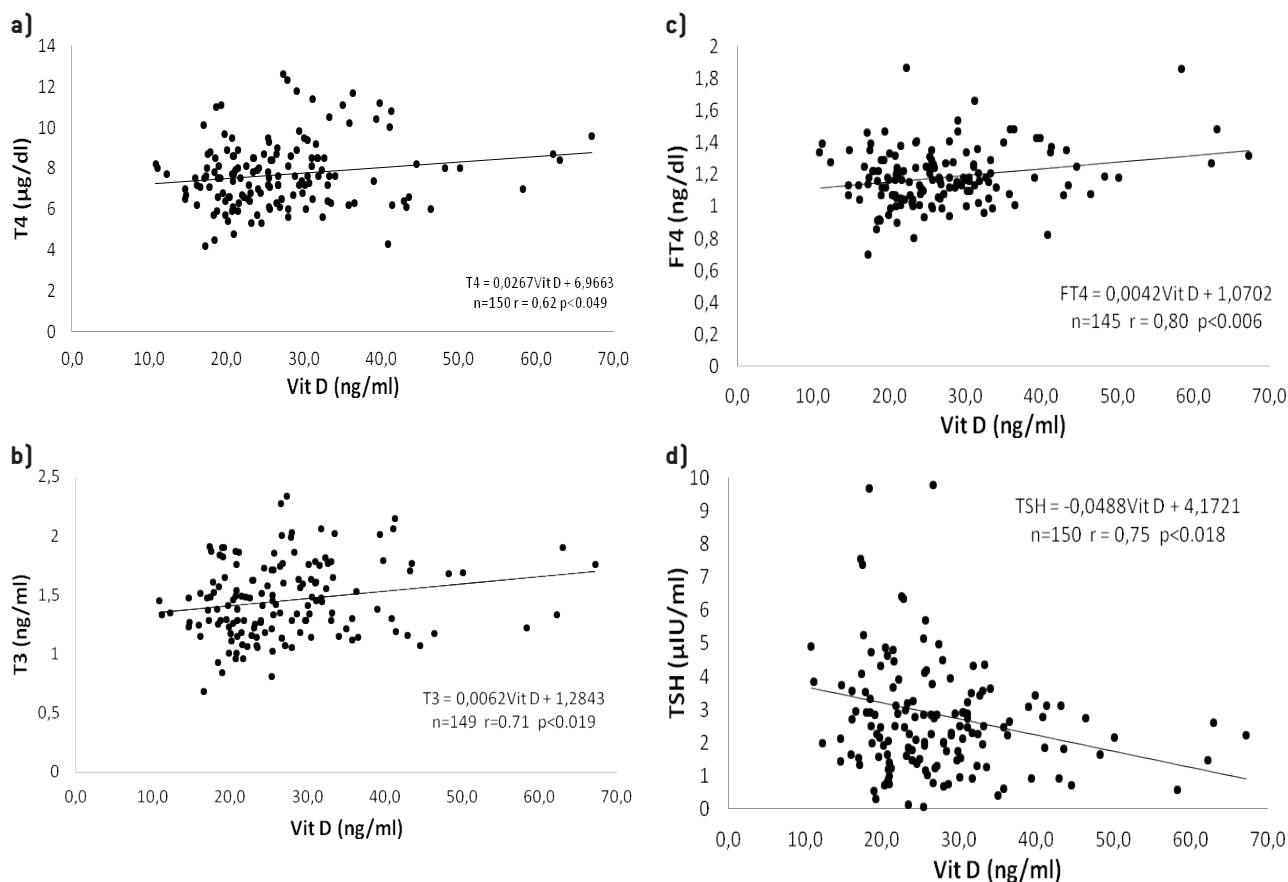 a)
14
12
10
8
6
4
2
0
T4 (µg/dl)
T4 = 0,0267Vit D + 6,9663
n=150 r = 0,62 p<0.049
0,0 10,0 20,0 30,0 40,0 50,0 60,0 70,0
Vit D (ng/ml)
b)
2,5
2
1,5
1
0,5
0
T3 (ng/ml)
T3 = 0,0062Vit D + 1,2843
n=149 r=0.71 p<0.019
0,0 10,0 20,0 30,0 40,0 50,0 60,0 70,0
Vit D (ng/ml)
c)
2
1,8
1,6
1,4
1,2
1
0,8
0,6
0,4
0,2
0
FT4 (ng/dl)
FT4 = 0,0042Vit D + 1,0702
n=145 r = 0,80 p<0.006
0,0 10,0 20,0 30,0 40,0 50,0 60,0 70,0
Vit D (ng/ml)
d)
10
9
8
7
6
5
4
3
2
1
0
TSH (µIU/ml)
TSH = -0,0488Vit D + 4,1721
n=150 r = 0,75 p<0.018
0,0 10,0 20,0 30,0 40,0 50,0 60,0 70,0
Vit D (ng/ml)